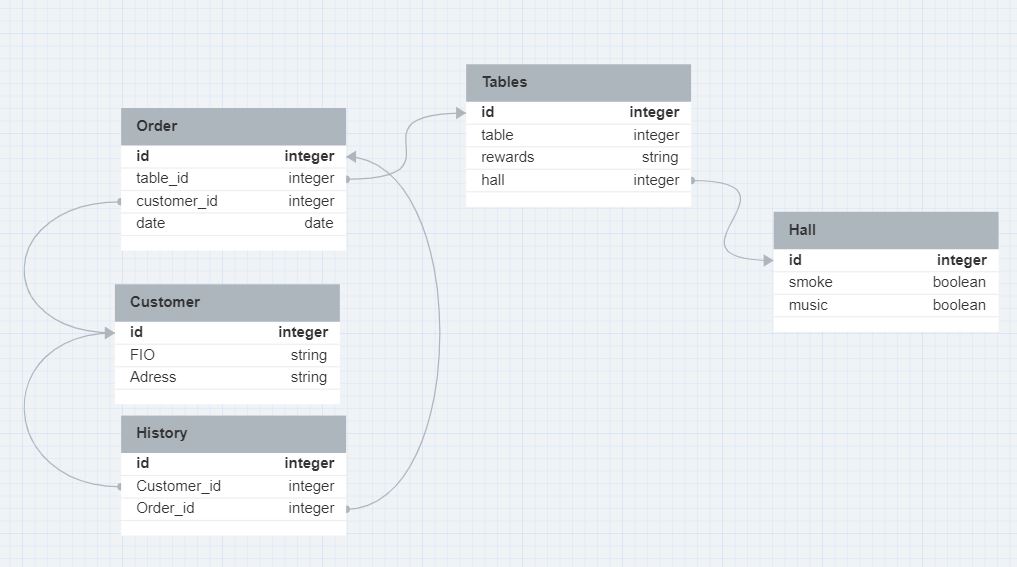 Order
id integer
table_id integer
customer_id integer
date date
Tables
id integer
table integer
rewards string
hall integer
Hall
id integer
smoke boolean
music boolean
Customer
id integer
FIO string
Adress string
History
id integer
Customer_id integer
Order_id integer